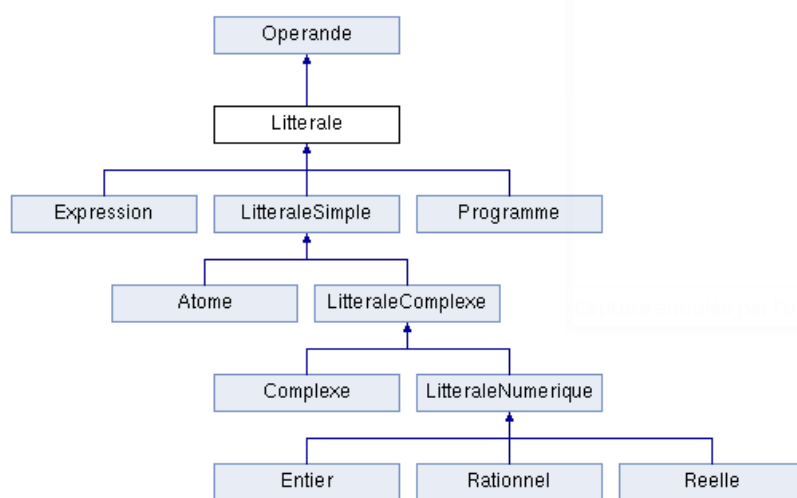 Operande
Litterale
Expression
LitteraleSimple
Programme
Atome
LitteraleComplexe
Complexe
LitteraleNumerique
Entier
Rationnel
Reelle